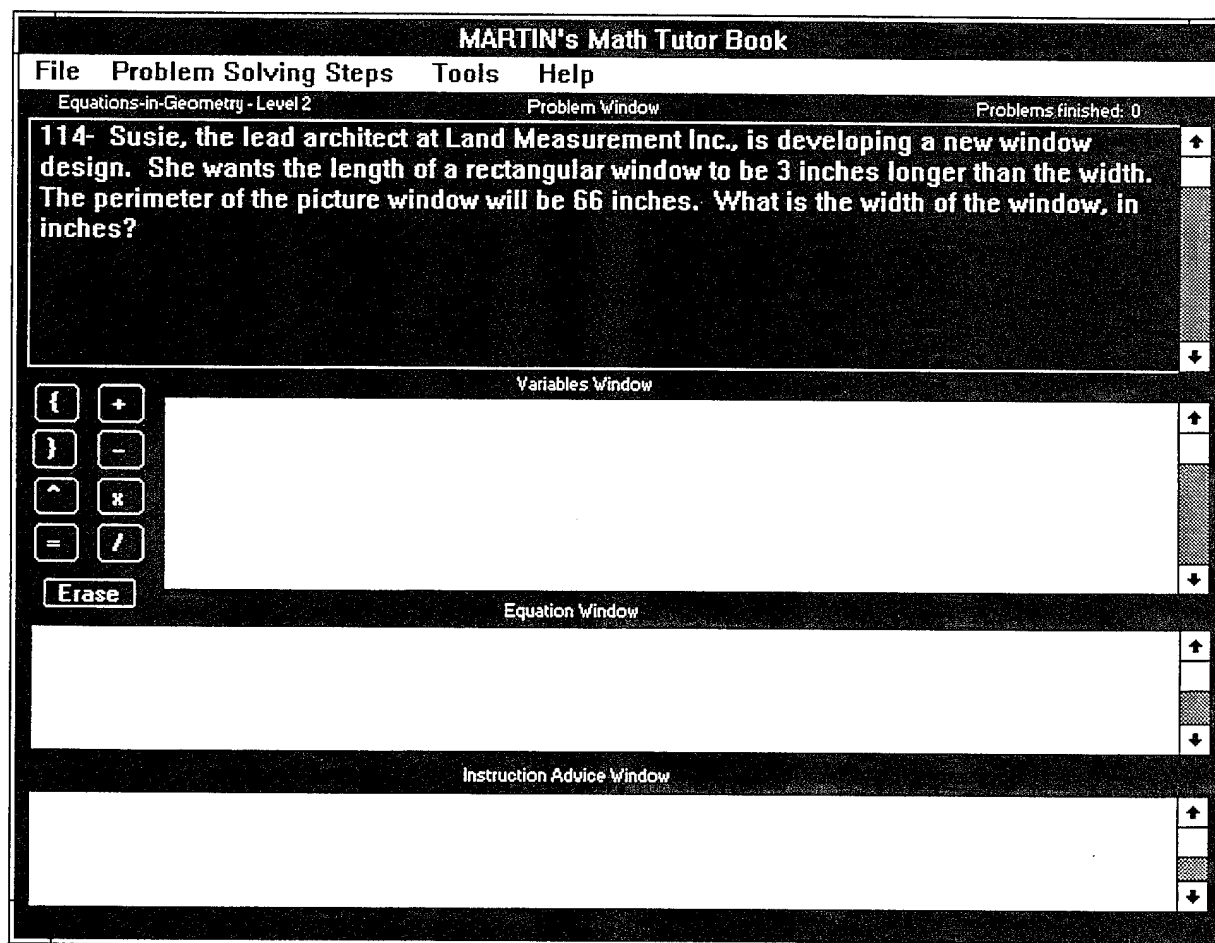 MARTIN's Math Tutor Book
File Problem Solving Steps Tools Help
Equations-in-Geometry - Level 2 Problem Window Problems finished: 0
114- Susie, the lead architect at Land Measurement Inc., is developing a new window
design. She wants the length of a rectangular window to be 3 inches longer than the width.
The perimeter of the picture window will be 66 inches. What is the width of the window, in
inches?
Variables Window
{ +
} -
^ x
= /
Erase
Equation Window
Instruction Advice Window